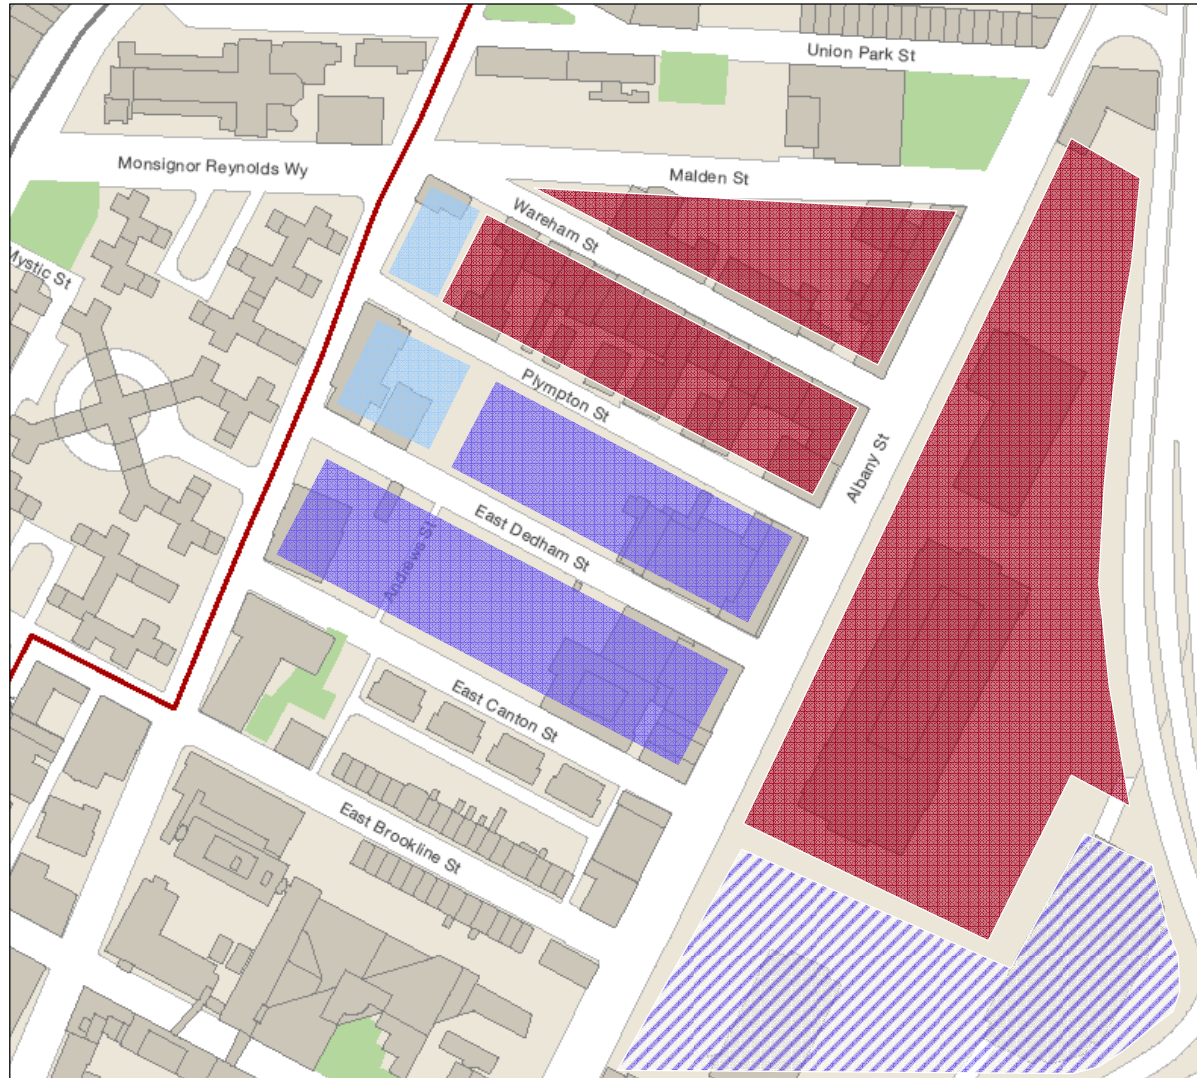 Union Park St
Monsignor Reynolds Wy
Malden St
Wareham St
Mystic St
Plympton St
Albany St
East Dedham St
Andrews St
East Canton St
East Brookline St